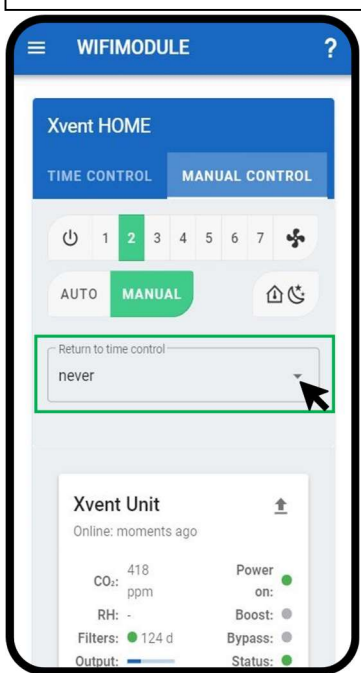 WIFIMODULE ?
Xvent HOME
TIME CONTROL MANUAL CONTROL
1 2 3 4 5 6 7
AUTO MANUAL
Return to time control
never
Xvent Unit
Online: moments ago
CO₂: 418 ppm Power on:
RH: - Boost:
Filters: 124 d Bypass:
Output: Status: